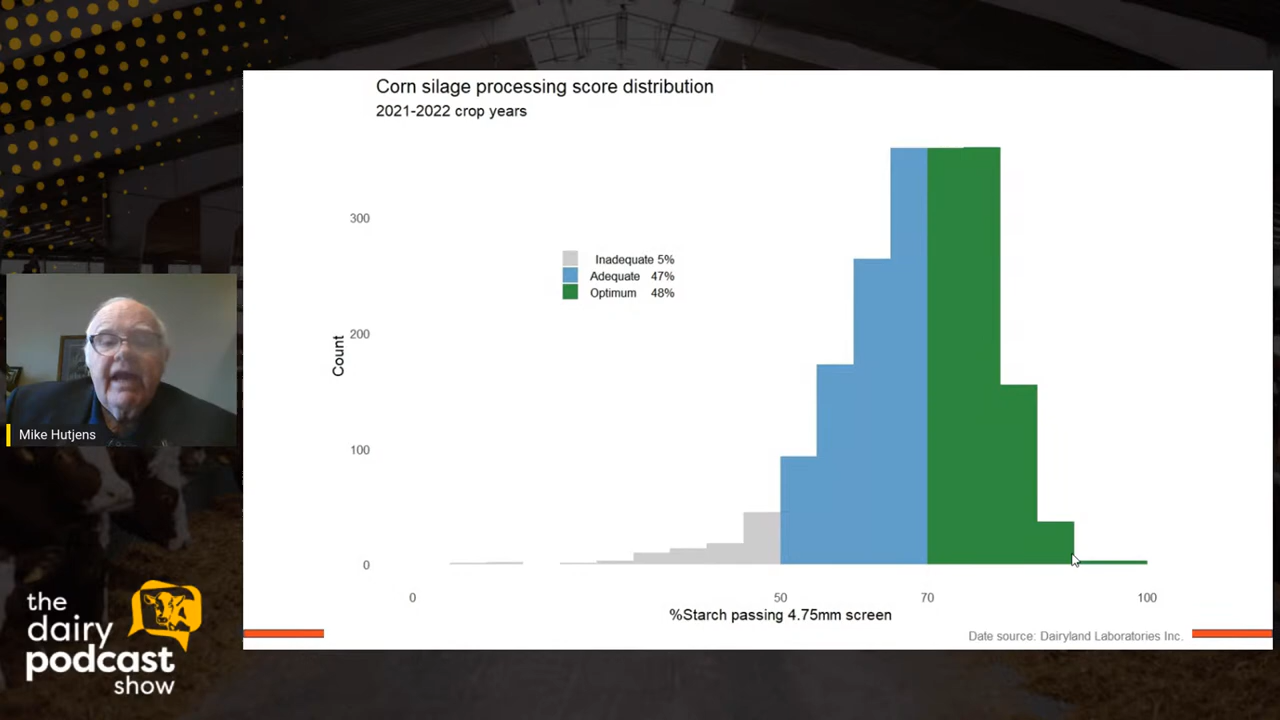 Corn silage processing score distribution
2021-2022 crop years
300
Inadequate 5%
Adequate 47%
Optimum 48%
200
Count
100
0
0 50 70 100
%Starch passing 4.75mm screen
Date source: Dairyland Laboratories Inc.
Mike Hutjens
the
dairy
podcast
show